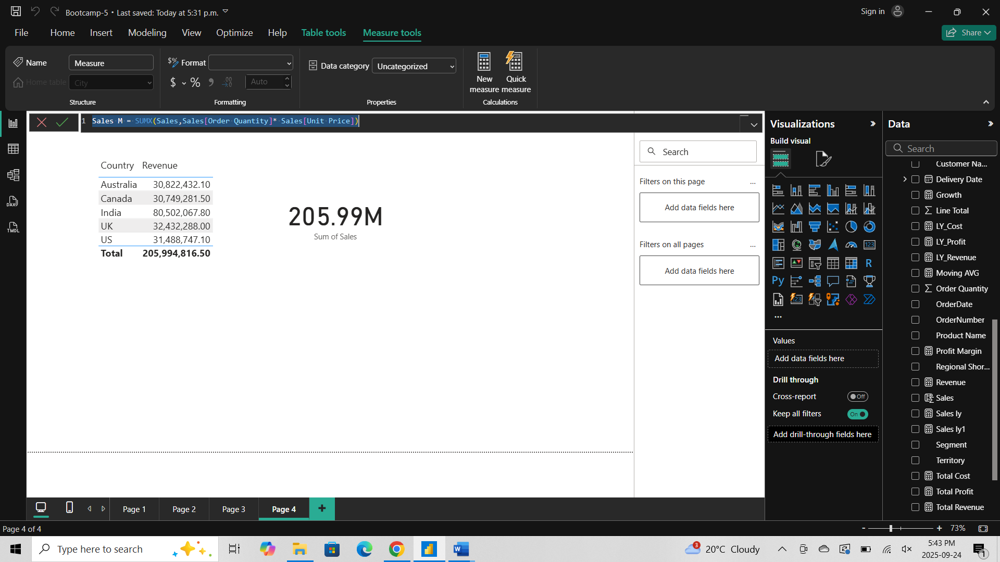 Bootcamp-5 • Last saved: Today at 5:31 p.m.
Sign in
File Home Insert Modeling View Optimize Help Table tools Measure tools
Share
Name Measure
Home table City
Structure
Format
$ % Auto
Formatting
Data category Uncategorized
Properties
New measure
Quick measure
Calculations
1 Sales M = SUMX(Sales,Sales[Order Quantity]* Sales[Unit Price])
Country Revenue
Australia 30,822,432.10
Canada 30,749,281.50
India 80,502,067.80
UK 32,432,288.00
US 31,488,747.10
Total 205,994,816.50
205.99M
Sum of Sales
Search
Filters on this page ...
Add data fields here
Filters on all pages ...
Add data fields here
Visualizations
Build visual
123
R
Py
123
...
Values
Add data fields here
Drill through
Cross-report Off
Keep all filters On
Add drill-through fields here
Data
Search
Customer Na...
Delivery Date
Growth
Line Total
LY_Cost
LY_Profit
LY_Revenue
Moving AVG
Order Quantity
OrderDate
OrderNumber
Product Name
Profit Margin
Regional Shor...
Revenue
Sales
Sales ly
Sales ly1
Segment
Territory
Total Cost
Total Profit
Total Revenue
DAX
TMDL
Page 1 Page 2 Page 3 Page 4 +
Page 4 of 4
- + 73%
Type here to search
3
20°C Cloudy
5:43 PM
2025-09-24
1